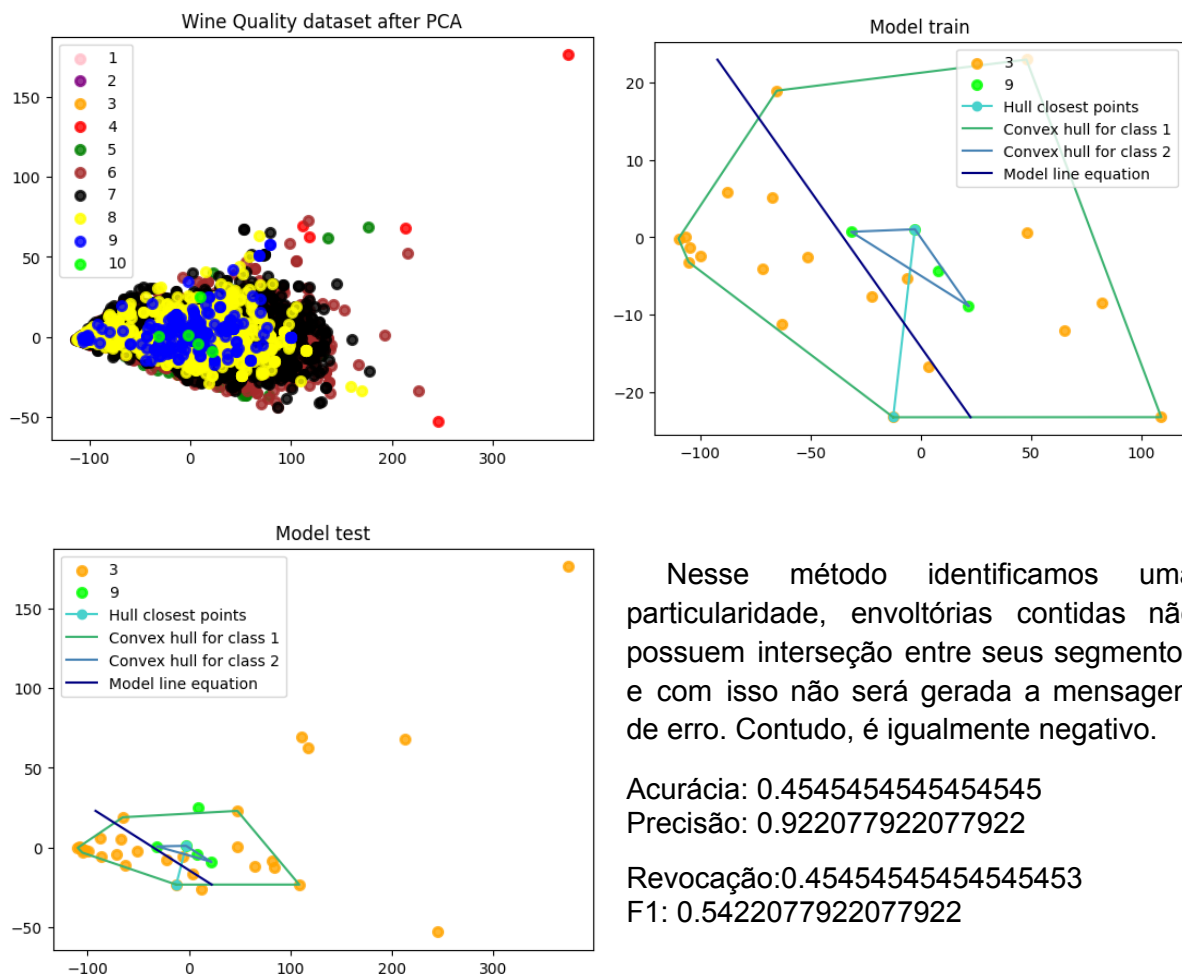 Wine Quality dataset after PCA
1
2
3
4
5
6
7
8
9
10
150
100
50
0
−50
−100
0
100
200
300
Model train
3
9
Hull closest points
Convex hull for class 1
Convex hull for class 2
Model line equation
20
10
0
−10
−20
−100
−50
0
50
100
Model test
3
9
Hull closest points
Convex hull for class 1
Convex hull for class 2
Model line equation
150
100
50
0
−50
−100
0
100
200
300
Nesse método identificamos uma
particularidade, envoltórias contidas não
possuem interseção entre seus segmento
e com isso não será gerada a mensagem
de erro. Contudo, é igualmente negativo.
Acurácia: 0.4545454545454545
Precisão: 0.922077922077922
Revocação:0.45454545454545453
F1: 0.5422077922077922